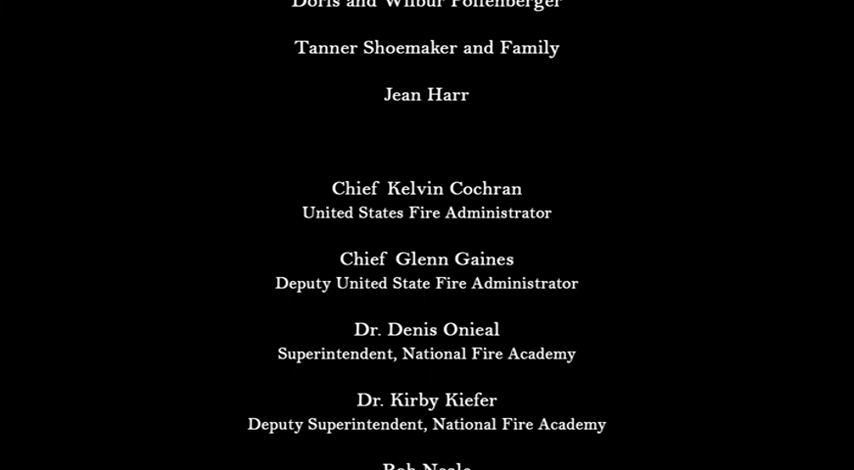 Doris and Wilbur Poffenberger
Tanner Shoemaker and Family
Jean Harr
Chief Kelvin Cochran
United States Fire Administrator
Chief Glenn Gaines
Deputy United State Fire Administrator
Dr. Denis Onieal
Superintendent, National Fire Academy
Dr. Kirby Kiefer
Deputy Superintendent, National Fire Academy
Rob Neale